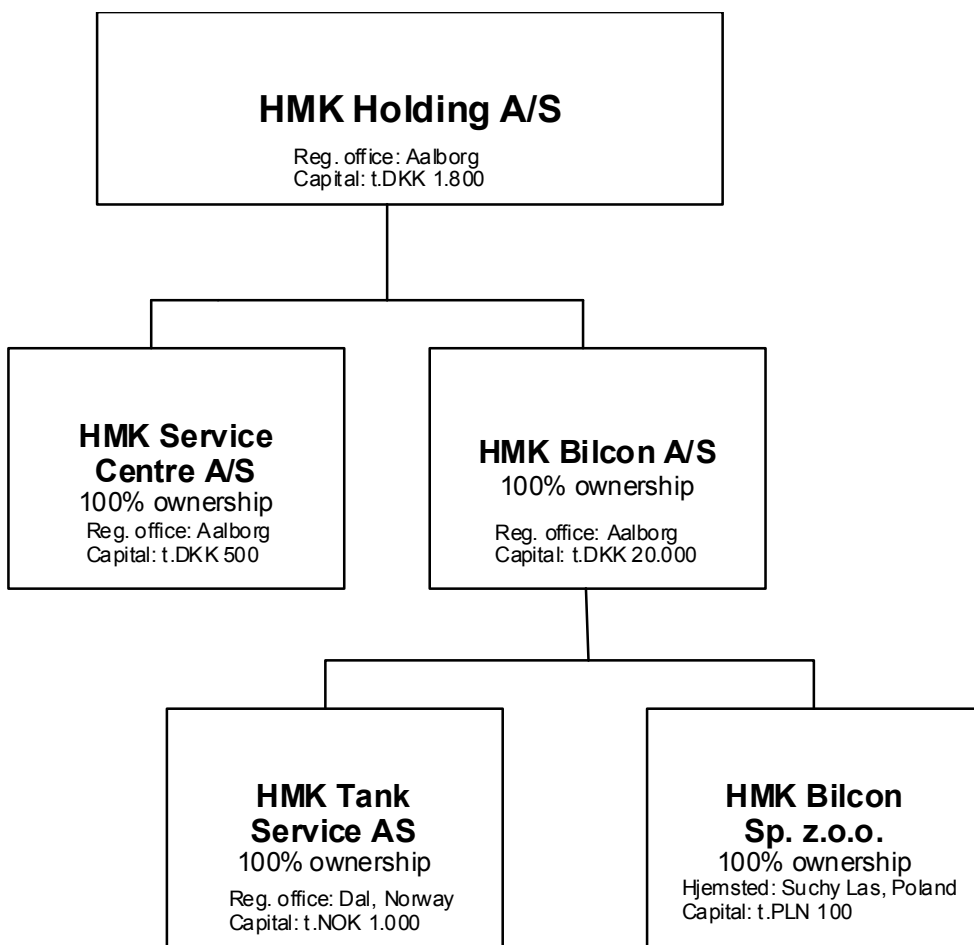 HMK Holding A/S
Reg. office: Aalborg
Capital: t.DKK 1.800
HMK Service
Centre A/S
100% ownership
Reg. office: Aalborg
Capital: t.DKK 500
HMK Bilcon A/S
100% ownership
Reg. office: Aalborg
Capital: t.DKK 20.000
HMK Tank
Service AS
100% ownership
Reg. office: Dal, Norway
Capital: t.NOK 1.000
HMK Bilcon
Sp. z.o.o.
100% ownership
Hjemsted: Suchy Las, Poland
Capital: t.PLN 100